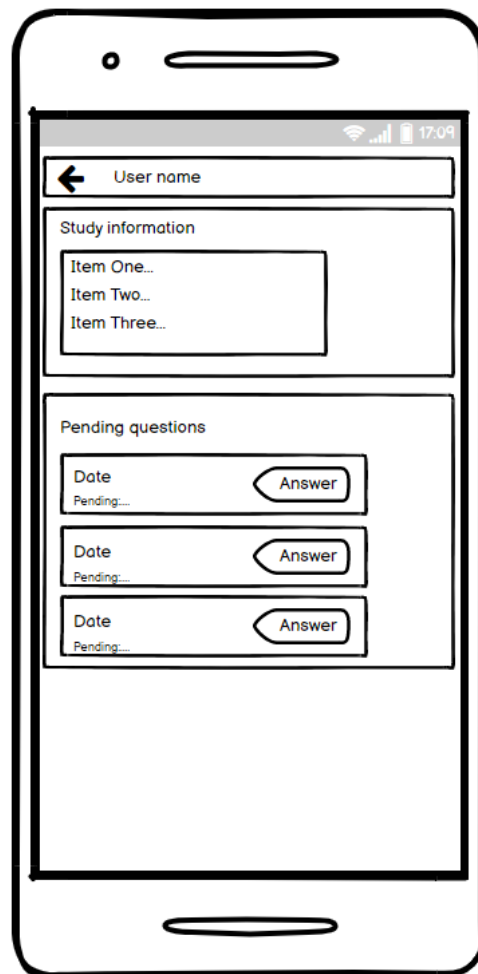 17:09
User name
Study information
Item One...
Item Two...
Item Three...
Pending questions
Date
Answer
Pending:...
Date
Answer
Pending:...
Date
Answer
Pending:...